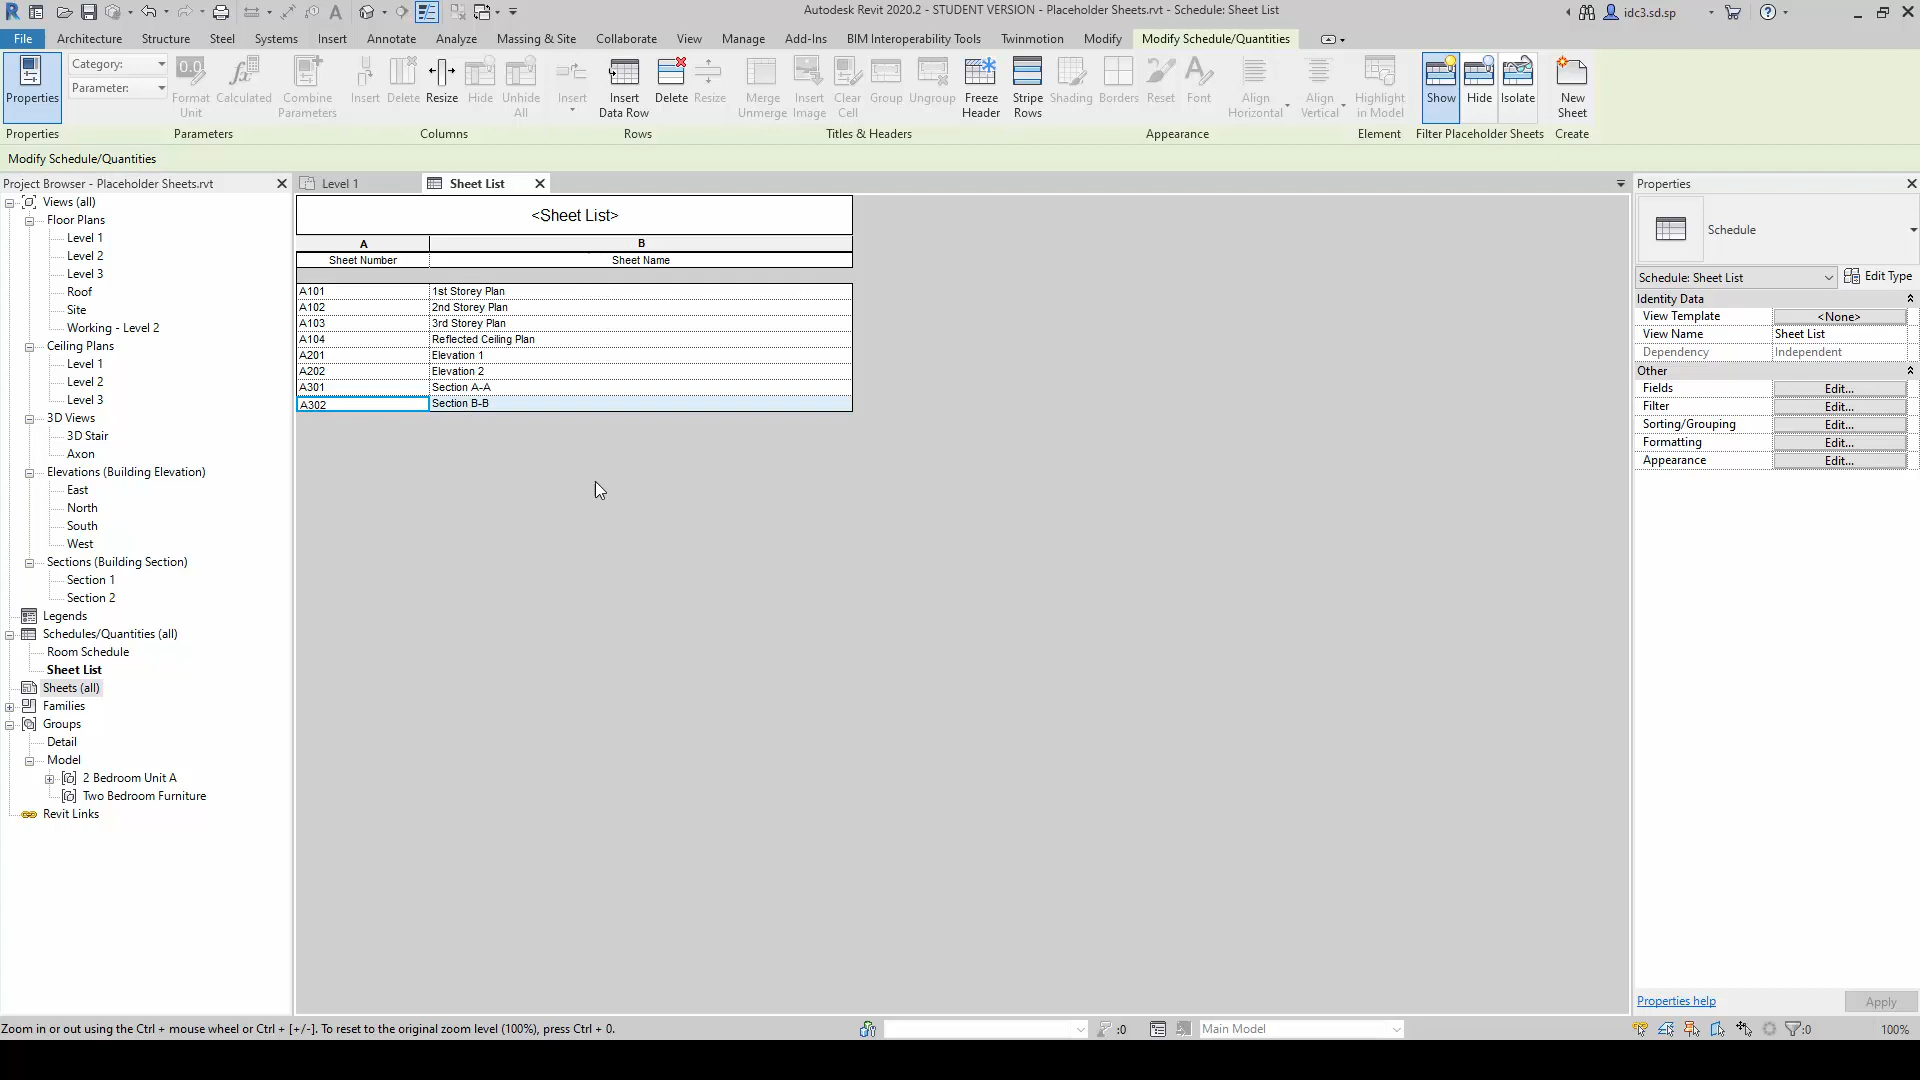 Autodesk Revit 2020.2 - STUDENT VERSION - Placeholder Sheets.rvt - Schedule: Sheet List
idc3.sd.sp
File Architecture Structure Steel Systems Insert Annotate Analyze Massing & Site Collaborate View Manage Add-Ins BIM Interoperability Tools Twinmotion Modify Modify Schedule/Quantities
Properties
Category:
Parameter:
Format Unit
Calculated
Combine Parameters
Insert
Delete
Resize
Hide
Unhide All
Insert
Insert Data Row
Delete
Resize
Merge Unmerge
Insert Image
Clear Cell
Group
Ungroup
Freeze Header
Stripe Rows
Shading
Borders
Reset
Font
Align Horizontal
Align Vertical
Highlight in Model
Show
Hide
Isolate
New Sheet
Properties Parameters Columns Rows Titles & Headers Appearance Element Filter Placeholder Sheets Create
Modify Schedule/Quantities
Project Browser - Placeholder Sheets.rvt
Views (all)
Floor Plans
Level 1
Level 2
Level 3
Roof
Site
Working - Level 2
Ceiling Plans
Level 1
Level 2
Level 3
3D Views
3D Stair
Axon
Elevations (Building Elevation)
East
North
South
West
Sections (Building Section)
Section 1
Section 2
Legends
Schedules/Quantities (all)
Room Schedule
Sheet List
Sheets (all)
Families
Groups
Detail
Model
2 Bedroom Unit A
Two Bedroom Furniture
Revit Links
Level 1
Sheet List
<Sheet List>
A B
Sheet Number Sheet Name
A101 1st Storey Plan
A102 2nd Storey Plan
A103 3rd Storey Plan
A104 Reflected Ceiling Plan
A201 Elevation 1
A202 Elevation 2
A301 Section A-A
A302 Section B-B
Properties
Schedule
Schedule: Sheet List Edit Type
Identity Data
View Template <None>
View Name Sheet List
Dependency Independent
Other
Fields Edit...
Filter Edit...
Sorting/Grouping Edit...
Formatting Edit...
Appearance Edit...
Properties help Apply
Zoom in or out using the Ctrl + mouse wheel or Ctrl + [+/-]. To reset to the original zoom level (100%), press Ctrl + 0.
:0
Main Model
:0
100%